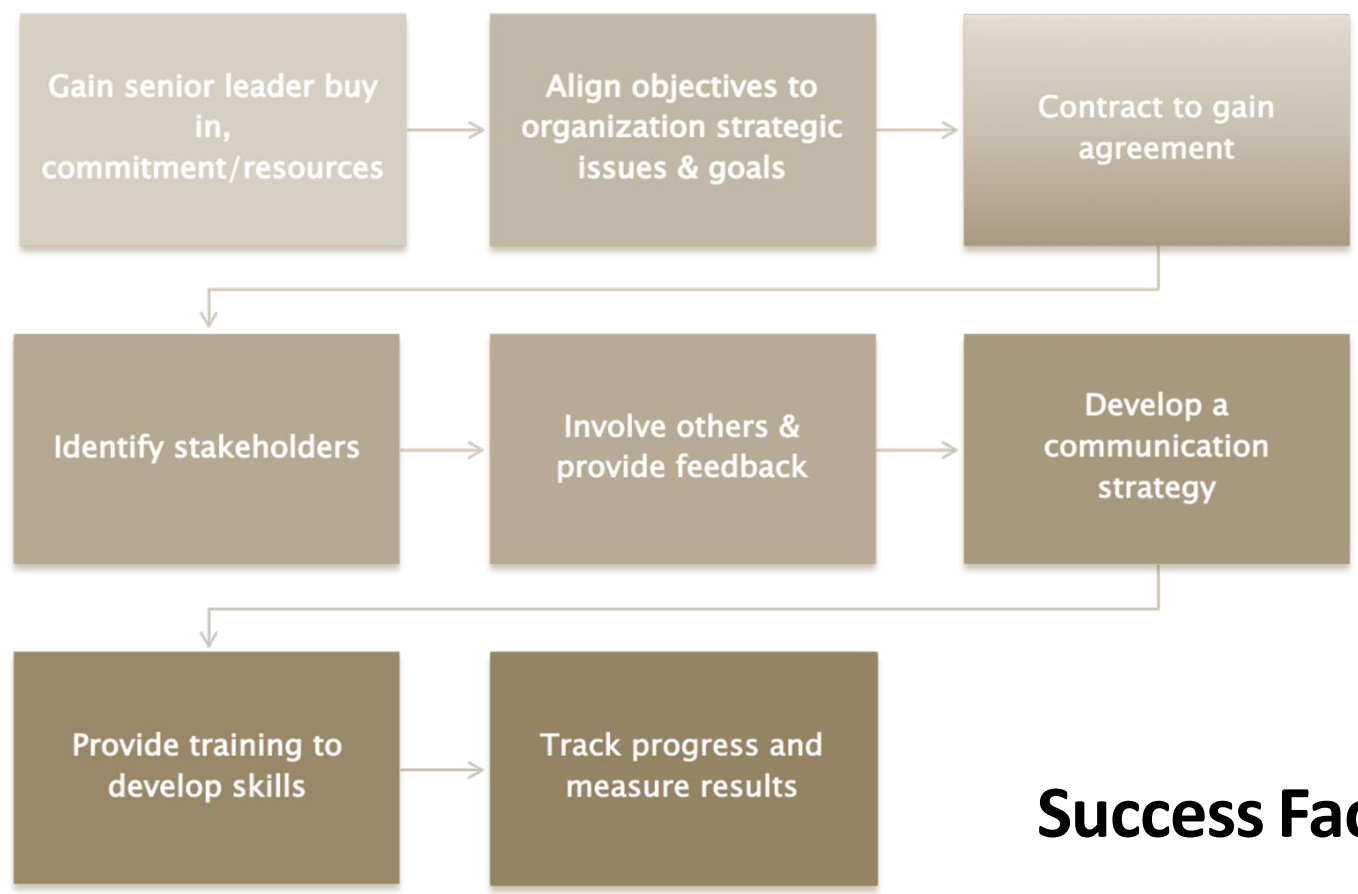 Gain senior leader buy
in,
commitment/resources
Align objectives to
organization strategic
issues & goals
Contract to gain
agreement
Identify stakeholders
Involve others &
provide feedback
Develop a
communication
strategy
Provide training to
develop skills
Track progress and
measure results
Success